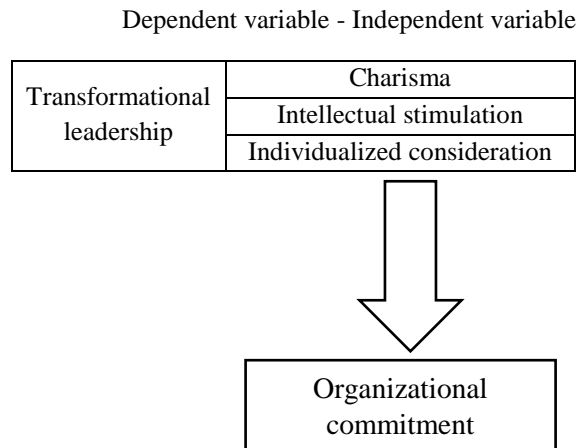 Dependent variable - Independent variable
Transformational
leadership
Charisma
Intellectual stimulation
Individualized consideration
Organizational
commitment